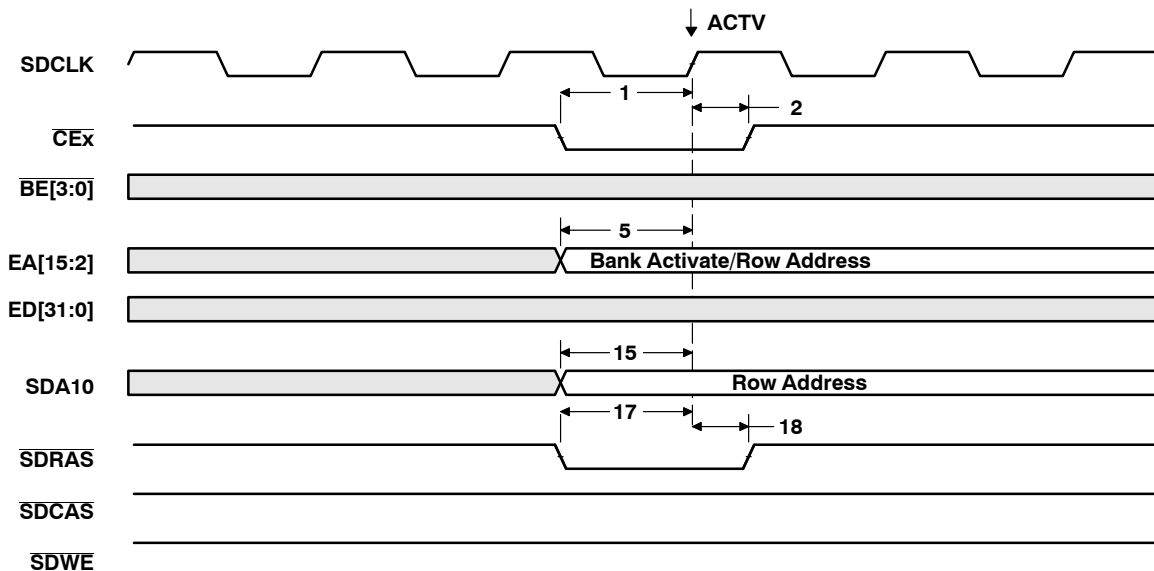 ACTV
SDCLK
1
2
CEx
BE[3:0]
5
EA[15:2]
Bank Activate/Row Address
ED[31:0]
15
SDA10
Row Address
17
18
SDRAS
SDCAS
SDWE